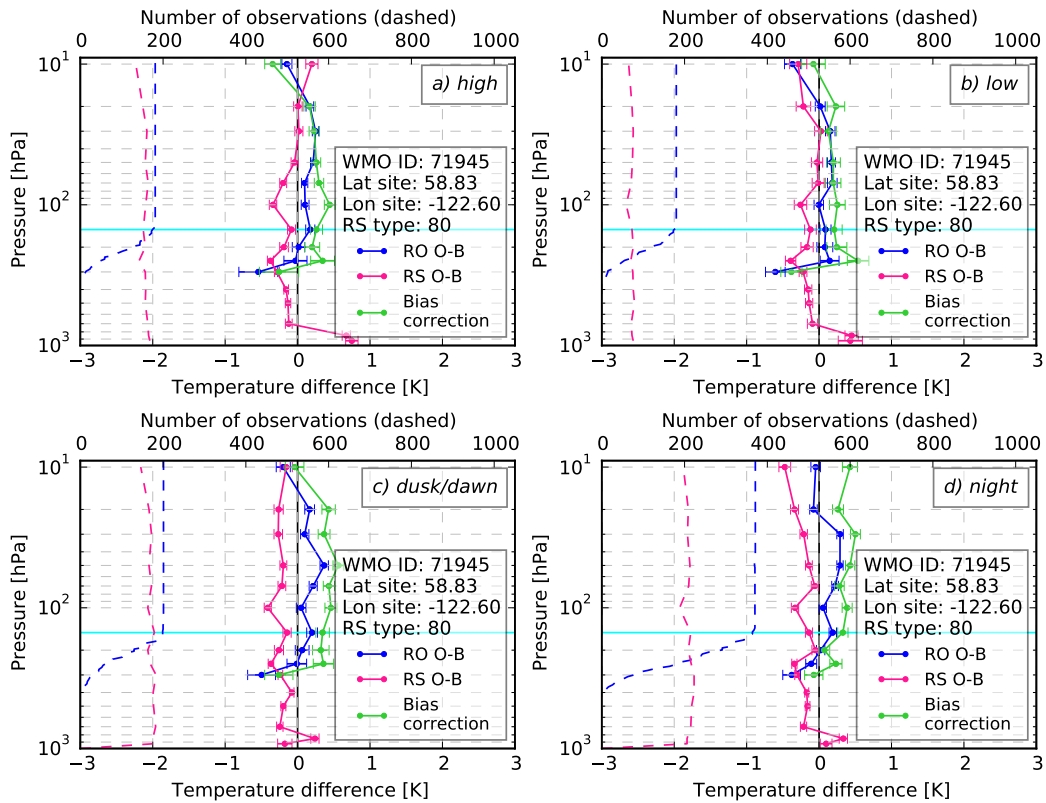 Number of observations (dashed)
0 200 400 600 800 1000
10¹
10²
10³
Pressure [hPa]
a) high
WMO ID: 71945
Lat site: 58.83
Lon site: -122.60
RS type: 80
RO O-B
RS O-B
Bias
correction
−3 −2 −1 0 1 2 3
Temperature difference [K]
Number of observations (dashed)
0 200 400 600 800 1000
10¹
10²
10³
Pressure [hPa]
b) low
WMO ID: 71945
Lat site: 58.83
Lon site: -122.60
RS type: 80
RO O-B
RS O-B
Bias
correction
−3 −2 −1 0 1 2 3
Temperature difference [K]
Number of observations (dashed)
0 200 400 600 800 1000
10¹
10²
10³
Pressure [hPa]
c) dusk/dawn
WMO ID: 71945
Lat site: 58.83
Lon site: -122.60
RS type: 80
RO O-B
RS O-B
Bias
correction
−3 −2 −1 0 1 2 3
Temperature difference [K]
Number of observations (dashed)
0 200 400 600 800 1000
10¹
10²
10³
Pressure [hPa]
d) night
WMO ID: 71945
Lat site: 58.83
Lon site: -122.60
RS type: 80
RO O-B
RS O-B
Bias
correction
−3 −2 −1 0 1 2 3
Temperature difference [K]